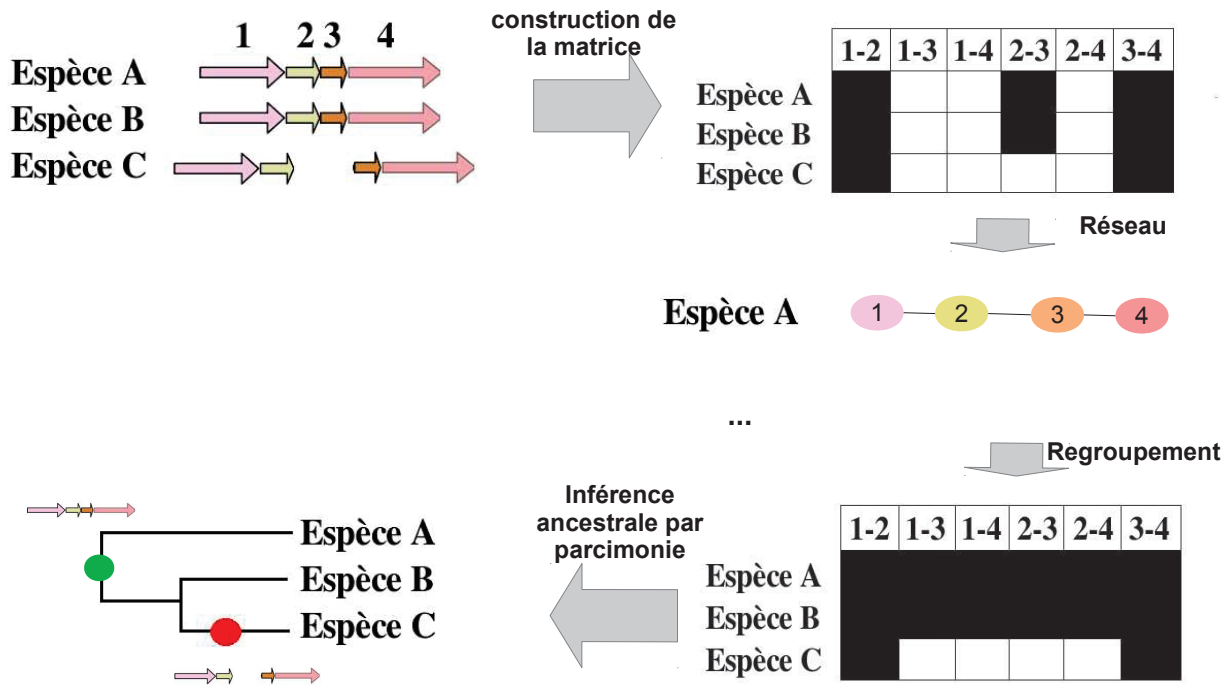 1 2 3 4
Espèce A
Espèce B
Espèce C
construction de
la matrice
1-2 1-3 1-4 2-3 2-4 3-4
Espèce A
Espèce B
Espèce C
Réseau
Espèce A
1 2 3 4
...
Regroupement
1-2 1-3 1-4 2-3 2-4 3-4
Espèce A
Espèce B
Espèce C
Inférence
ancestrale par
parcimonie
Espèce A
Espèce B
Espèce C